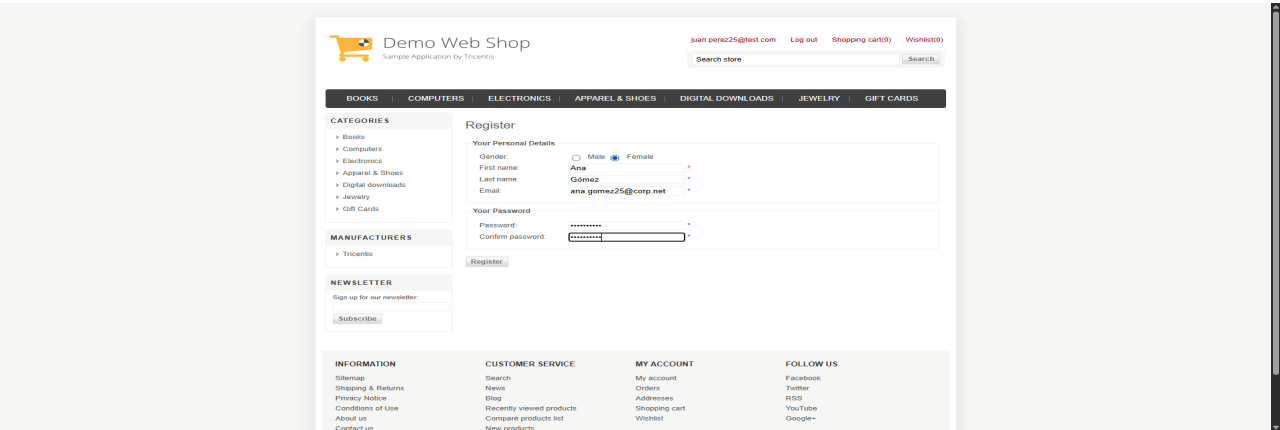 Demo Web Shop
Sample Application by Tricentis
juan.perez25@test.com Log out Shopping cart(0) Wishlist(0)
Search store Search
BOOKS COMPUTERS ELECTRONICS APPAREL & SHOES DIGITAL DOWNLOADS JEWELRY GIFT CARDS
CATEGORIES
Books
Computers
Electronics
Apparel & Shoes
Digital downloads
Jewelry
Gift Cards
MANUFACTURERS
Tricentis
NEWSLETTER
Sign up for our newsletter:
Subscribe
Register
Your Personal Details
Gender: Male Female
First name: Ana *
Last name: Gómez *
Email: ana.gomez25@corp.net *
Your Password
Password: •••••••••• *
Confirm password: •••••••••• *
Register
INFORMATION
Sitemap
Shipping & Returns
Privacy Notice
Conditions of Use
About us
Contact us
CUSTOMER SERVICE
Search
News
Blog
Recently viewed products
Compare products list
New products
MY ACCOUNT
My account
Orders
Addresses
Shopping cart
Wishlist
FOLLOW US
Facebook
Twitter
RSS
YouTube
Google+